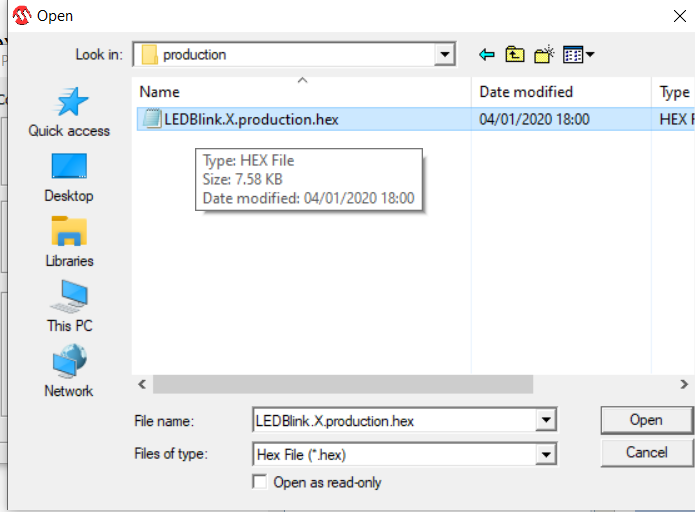 Open
Look in:
production
Name
Date modified
Type
LEDBlink.X.production.hex
04/01/2020 18:00
HEX F
Type: HEX File
Size: 7.58 KB
Date modified: 04/01/2020 18:00
Quick access
Desktop
Libraries
This PC
Network
File name:
LEDBlink.X.production.hex
Open
Files of type:
Hex File (*.hex)
Cancel
Open as read-only